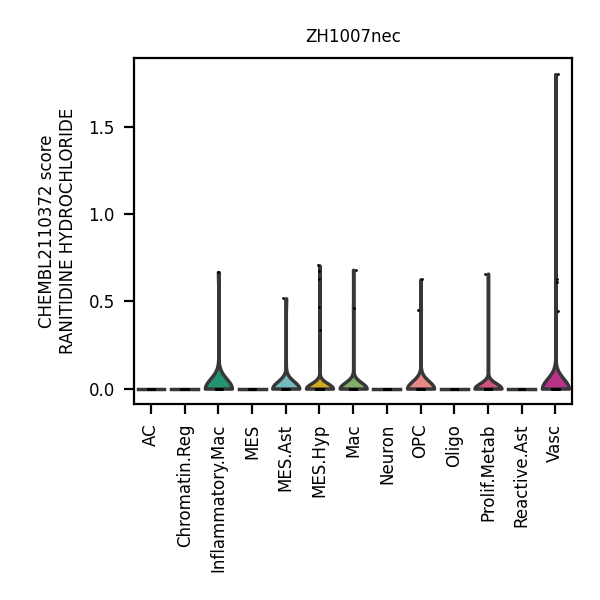 ZH1007nec
CHEMBL2110372 score
RANITIDINE HYDROCHLORIDE
1.5
1.0
0.5
0.0
AC
Chromatin.Reg
Inflammatory.Mac
MES
MES.Ast
MES.Hyp
Mac
Neuron
OPC
Oligo
Prolif.Metab
Reactive.Ast
Vasc